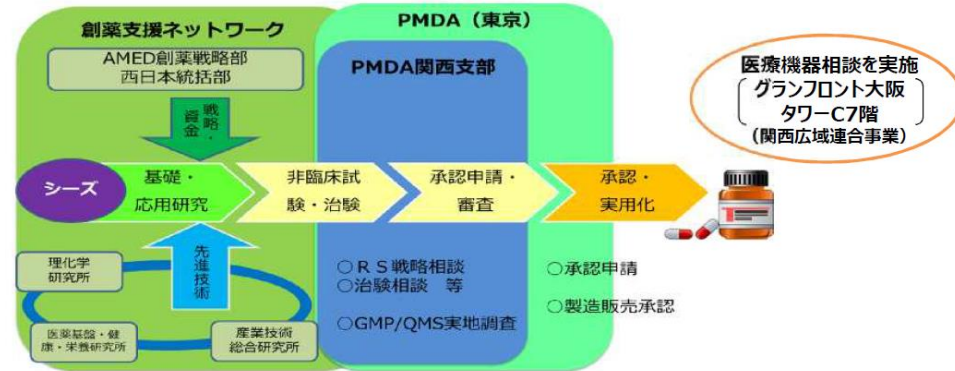 創薬支援ネットワーク
AMED創薬戦略部
西日本統括部
戦略・
資金
PMDA（東京）
PMDA関西支部
医療機器相談を実施
グランフロント大阪
タワーC7階
(関西広域連合事業)
シーズ
基礎・
応用研究
非臨床試
験・治験
承認申請・
審査
承認・
実用化
先進技術
理化学
研究所
医薬基盤・健
康・栄養研究所
産業技術
総合研究所
○ＲＳ戦略相談
○治験相談　等
○GMP/QMS実地調査
○承認申請
○製造販売承認